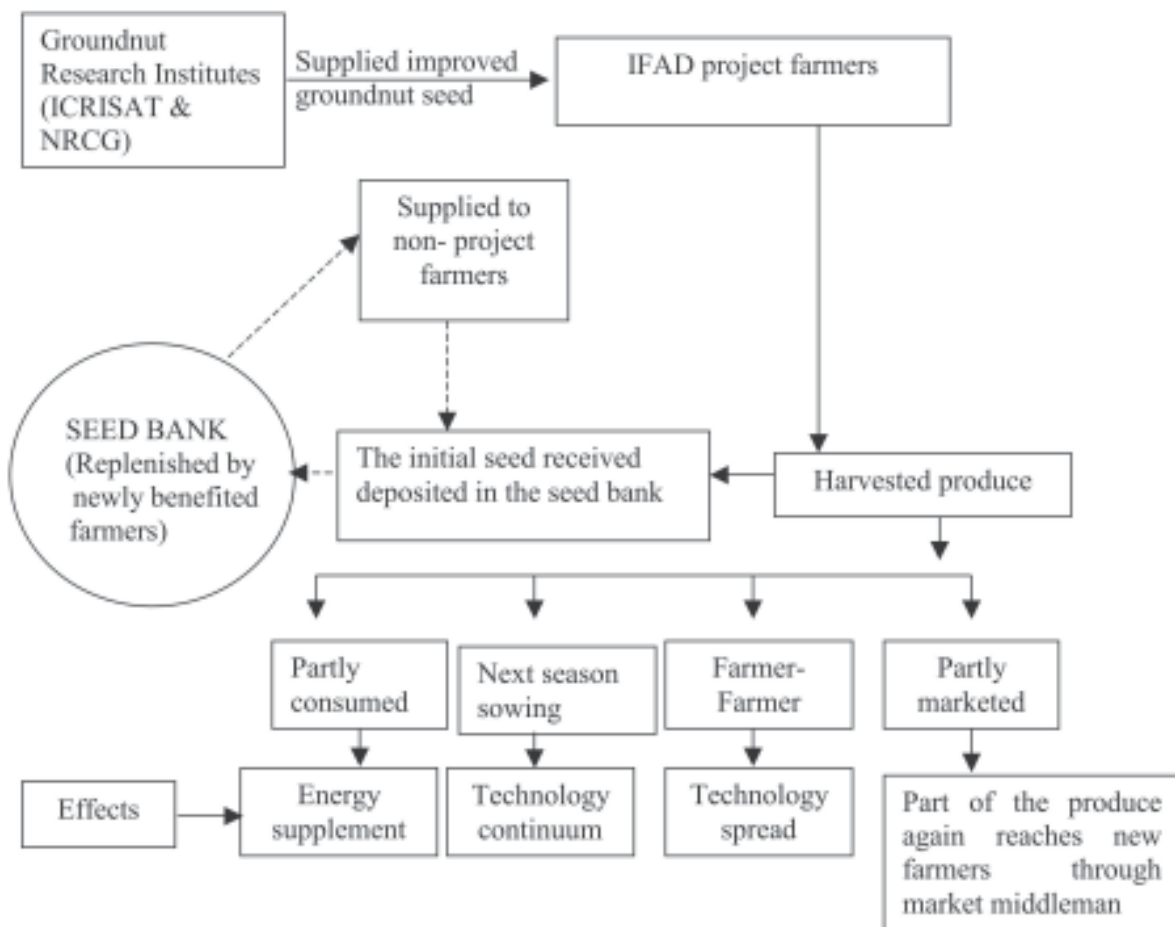 Groundnut
Research Institutes
(ICRISAT &
NRCG)
Supplied improved
groundnut seed
IFAD project farmers
Supplied to
non- project
farmers
SEED BANK
(Replenished by
newly benefited
farmers)
The initial seed received
deposited in the seed bank
Harvested produce
Partly
consumed
Next season
sowing
Farmer-
Farmer
Partly
marketed
Effects
Energy
supplement
Technology
continuum
Technology
spread
Part of the produce
again reaches new
farmers through
market middleman